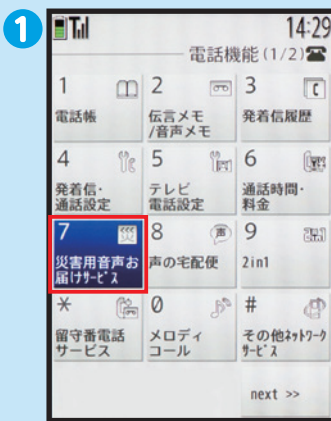 1
14:29
電話機能(1/2)
1
電話帳
2
伝言メモ
/音声メモ
3
発着信履歴
4
発着信・
通話設定
5
テレビ
電話設定
6
通話時間・
料金
7
災害用音声お
届けサービス
8
声の宅配便
9
2in1
*
留守番電話
サービス
0
メロディ
コール
#
その他ネットワーク
サービス
next >>